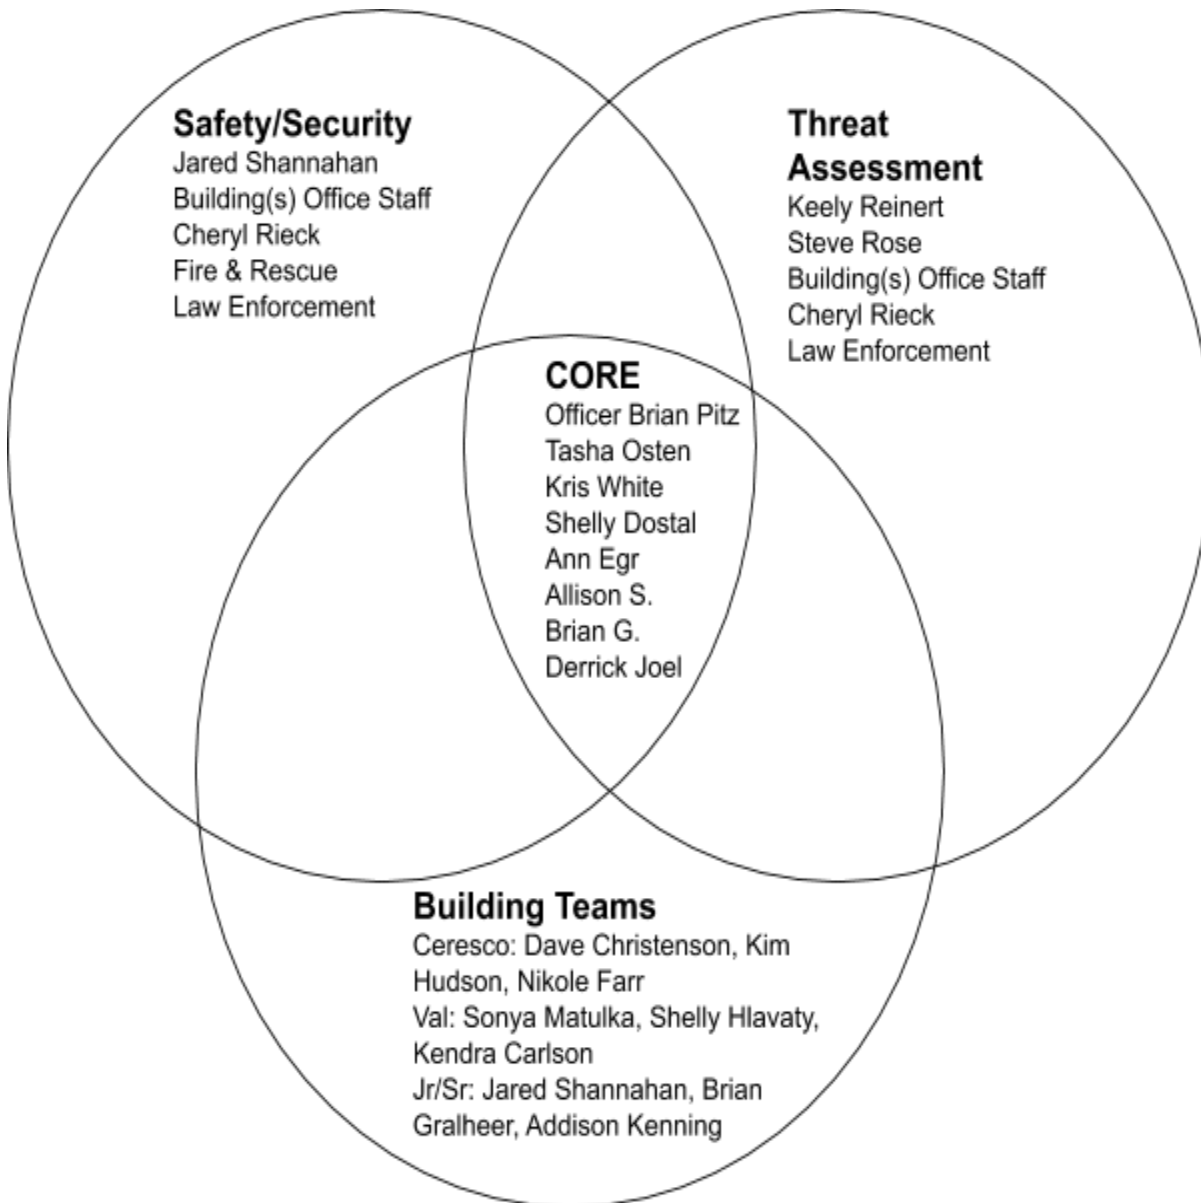 Safety/Security
Jared Shannahan
Building(s) Office Staff
Cheryl Rieck
Fire & Rescue
Law Enforcement
Threat
Assessment
Keely Reinert
Steve Rose
Building(s) Office Staff
Cheryl Rieck
Law Enforcement
CORE
Officer Brian Pitz
Tasha Osten
Kris White
Shelly Dostal
Ann Egr
Allison S.
Brian G.
Derrick Joel
Building Teams
Ceresco: Dave Christenson, Kim
Hudson, Nikole Farr
Val: Sonya Matulka, Shelly Hlavaty,
Kendra Carlson
Jr/Sr: Jared Shannahan, Brian
Gralheer, Addison Kenning